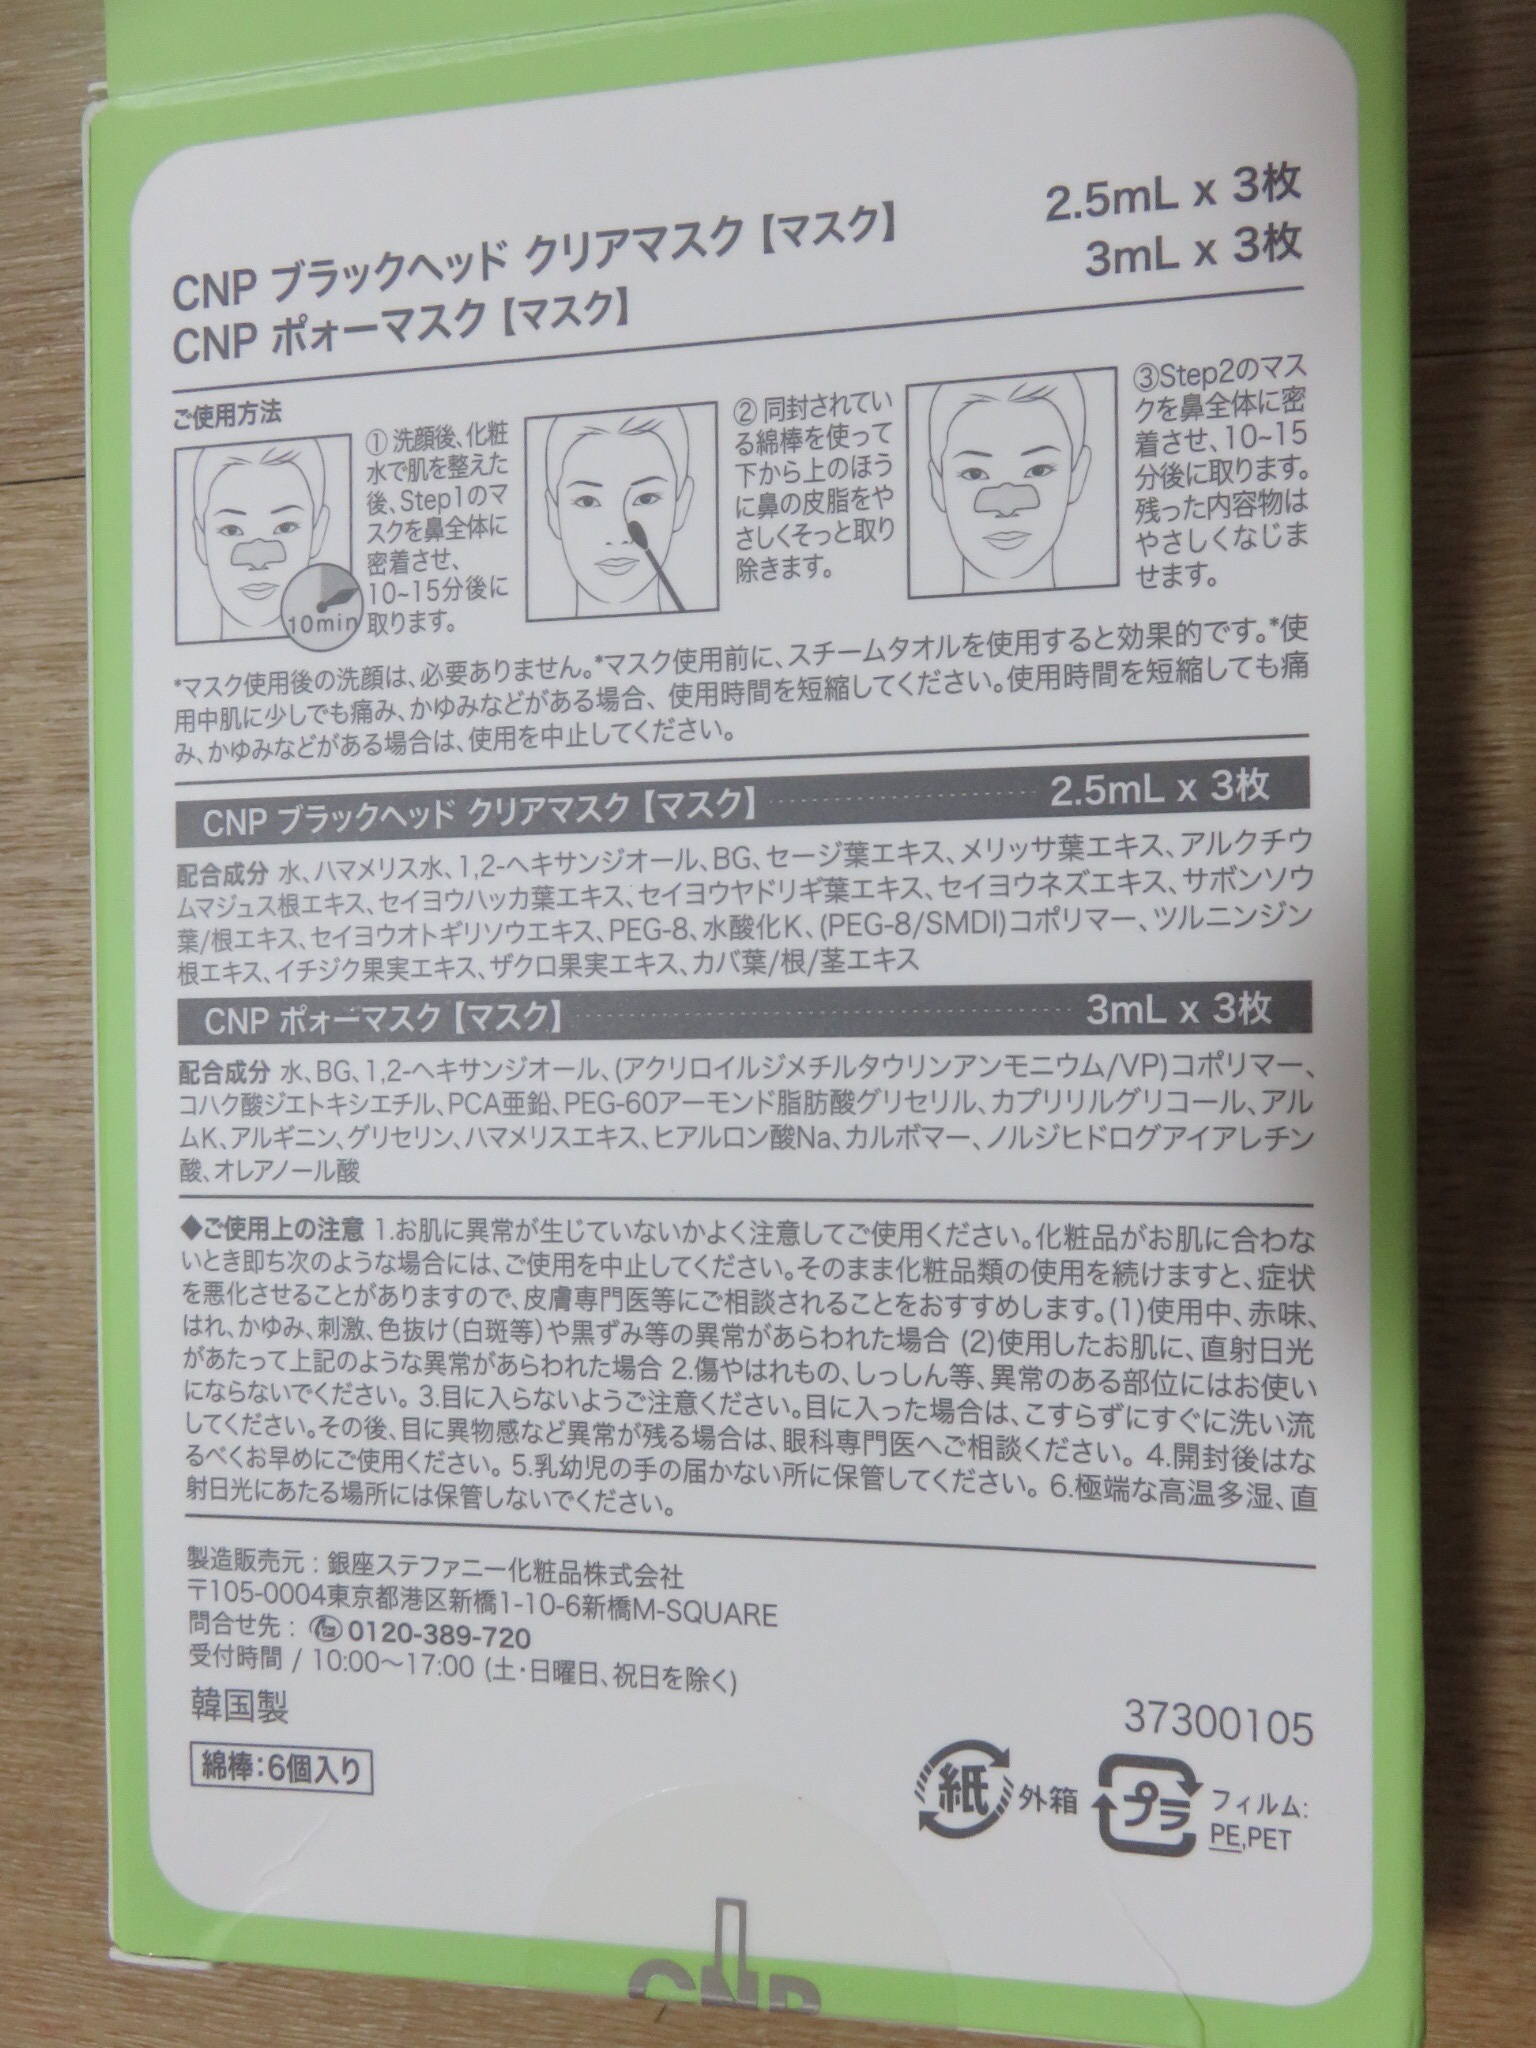 CNP ブラックヘッド クリアマスク【マスク】 2.5mL x 3枚
CNP ポォーマスク【マスク】 3mL x 3枚
ご使用方法
① 洗顔後、化粧
水で肌を整えた
後、Step1のマ
スクを鼻全体に
密着させ、
10~15分後に
取ります。
10min
② 同封されてい
る綿棒を使って
下から上のほう
に鼻の皮脂をや
さしくそっと取り
除きます。
③Step2のマス
クを鼻全体に密
着させ、10~15
分後に取ります。
残った内容物は
やさしくなじま
せます。
*マスク使用後の洗顔は、必要ありません。*マスク使用前に、スチームタオルを使用すると効果的です。*使
用中肌に少しでも痛み、かゆみなどがある場合、使用時間を短縮してください。使用時間を短縮しても痛
み、かゆみなどがある場合は、使用を中止してください。
CNP ブラックヘッド クリアマスク【マスク】 2.5mL x 3枚
配合成分 水、ハマメリス水、1,2-ヘキサンジオール、BG、セージ葉エキス、メリッサ葉エキス、アルクチウ
ムマジュス根エキス、セイヨウハッカ葉エキス、セイヨウヤドリギ葉エキス、セイヨウネズエキス、サボンソウ
葉/根エキス、セイヨウオトギリソウエキス、PEG-8、水酸化K、(PEG-8/SMDI)コポリマー、ツルニンジン
根エキス、イチジク果実エキス、ザクロ果実エキス、カバ葉/根/茎エキス
CNP ポォーマスク【マスク】 3mL x 3枚
配合成分 水、BG、1,2-ヘキサンジオール、(アクリロイルジメチルタウリンアンモニウム/VP)コポリマー、
コハク酸ジエトキシエチル、PCA亜鉛、PEG-60アーモンド脂肪酸グリセリル、カプリリルグリコール、アル
ムK、アルギニン、グリセリン、ハマメリスエキス、ヒアルロン酸Na、カルボマー、ノルジヒドログアイアレチン
酸、オレアノール酸
◆ご使用上の注意 1.お肌に異常が生じていないかよく注意してご使用ください。化粧品がお肌に合わな
いとき即ち次のような場合には、ご使用を中止してください。そのまま化粧品類の使用を続けますと、症状
を悪化させることがありますので、皮膚専門医等にご相談されることをおすすめします。(1)使用中、赤味、
はれ、かゆみ、刺激、色抜け(白斑等)や黒ずみ等の異常があらわれた場合 (2)使用したお肌に、直射日光
があたって上記のような異常があらわれた場合 2.傷やはれもの、しっしん等、異常のある部位にはお使い
にならないでください。 3.目に入らないようご注意ください。目に入った場合は、こすらずにすぐに洗い流
してください。その後、目に異物感など異常が残る場合は、眼科専門医へご相談ください。 4.開封後はな
るべくお早めにご使用ください。 5.乳幼児の手の届かない所に保管してください。 6.極端な高温多湿、直
射日光にあたる場所には保管しないでください。
製造販売元 : 銀座ステファニー化粧品株式会社
〒105-0004東京都港区新橋1-10-6新橋M-SQUARE
問合せ先 : 0120-389-720
受付時間 / 10:00～17:00 (土・日曜日、祝日を除く)
韓国製
綿棒:6個入り
37300105
紙 外箱 プラ フィルム:
PE,PET
CNP